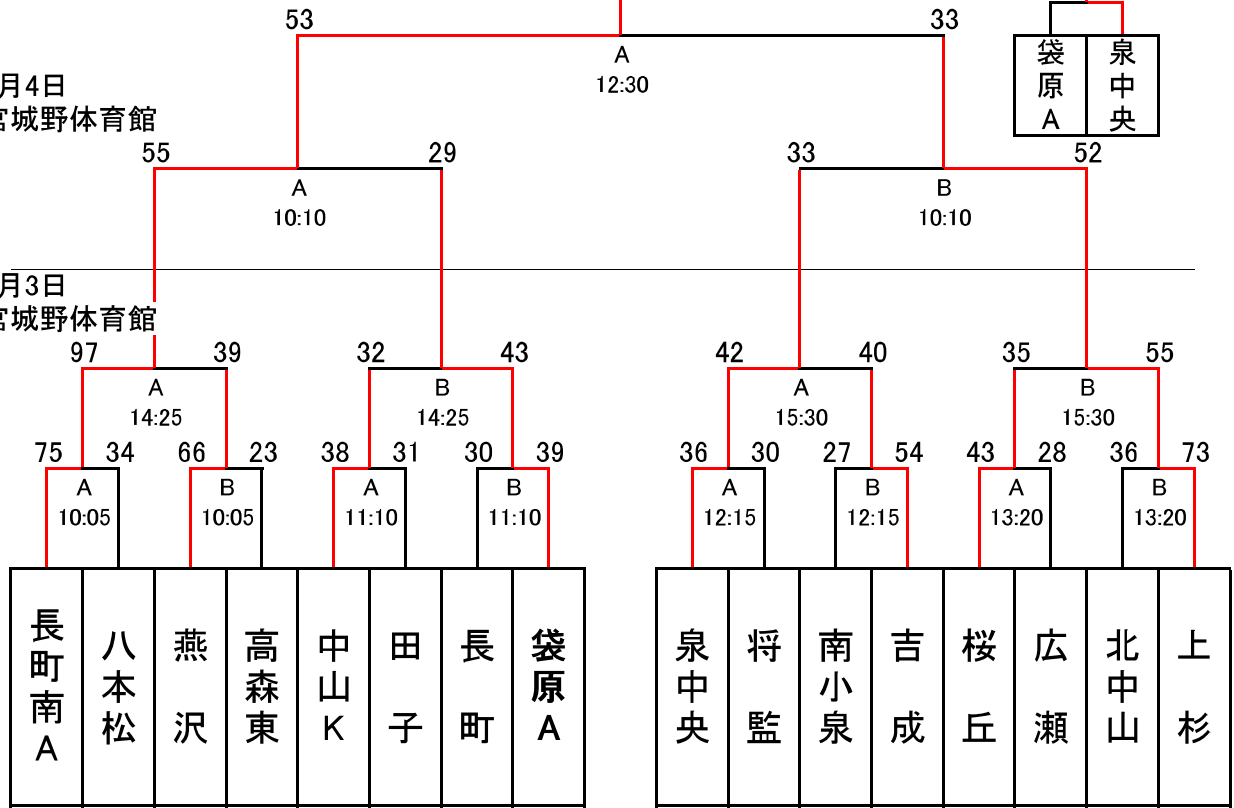 53 33
A
12:30
袋原A 泉中央
月4日
宮城野体育館
55 29 33 52
A B
10:10 10:10
月3日
宮城野体育館
97 39 32 43 42 40 35 55
A B A B
14:25 14:25 15:30 15:30
75 34 66 23 38 31 30 39 36 30 27 54 43 28 36 73
A B A B A B A B
10:05 10:05 11:10 11:10 12:15 12:15 13:20 13:20
長町南A 八本松 燕沢 高森東 中山K 田子 長町 袋原A 泉中央 将監 南小泉 吉成 桜丘 広瀬 北中山 上杉